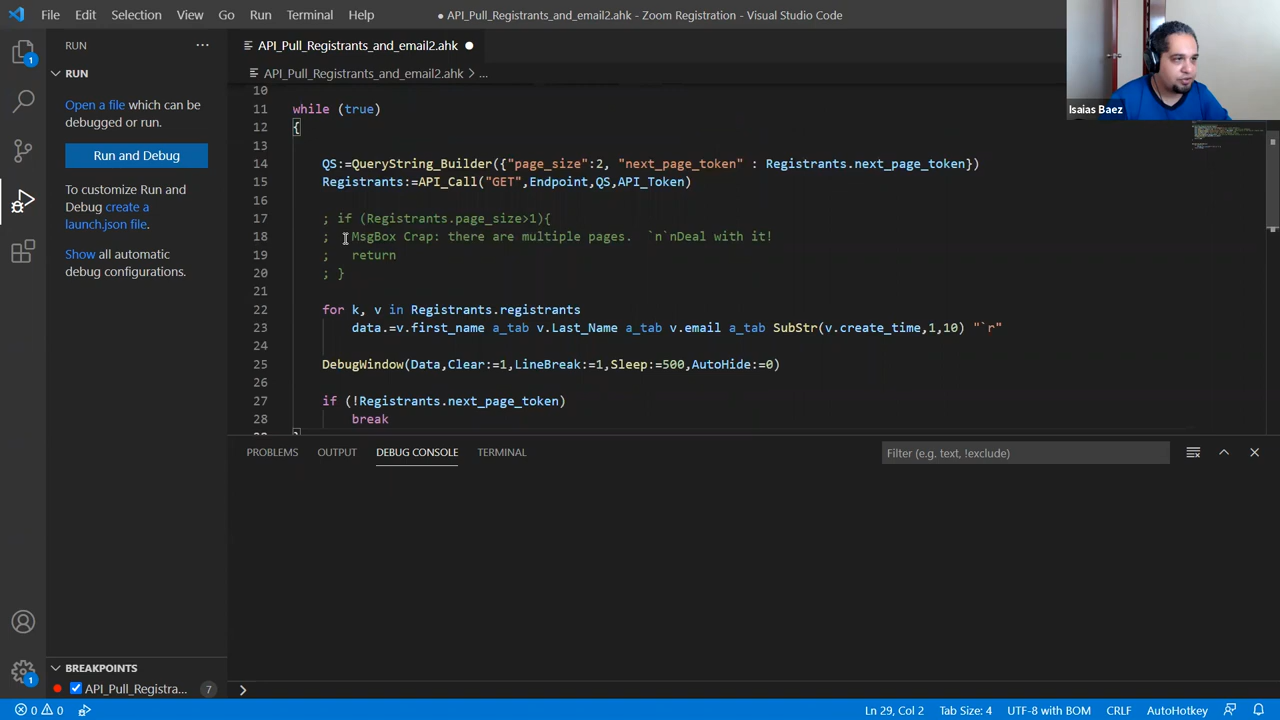 File Edit Selection View Go Run Terminal Help
● API_Pull_Registrants_and_email2.ahk - Zoom Registration - Visual Studio Code
Isaias Baez
RUN ···
RUN
Open a file which can be
debugged or run.
Run and Debug
To customize Run and
Debug create a
launch.json file.
Show all automatic
debug configurations.
API_Pull_Registrants_and_email2.ahk ●
API_Pull_Registrants_and_email2.ahk > ...
10
11 while (true)
12 {
13
14 QS:=QueryString_Builder({"page_size":2, "next_page_token" : Registrants.next_page_token})
15 Registrants:=API_Call("GET",Endpoint,QS,API_Token)
16
17 ; if (Registrants.page_size>1){
18 ; MsgBox Crap: there are multiple pages. `n`nDeal with it!
19 ; return
20 ; }
21
22 for k, v in Registrants.registrants
23 data.=v.first_name a_tab v.Last_Name a_tab v.email a_tab SubStr(v.create_time,1,10) "`r"
24
25 DebugWindow(Data,Clear:=1,LineBreak:=1,Sleep:=500,AutoHide:=0)
26
27 if (!Registrants.next_page_token)
28 break
PROBLEMS OUTPUT DEBUG CONSOLE TERMINAL
Filter (e.g. text, !exclude)
BREAKPOINTS
API_Pull_Registra... 7
1
1
0 0
Ln 29, Col 2 Tab Size: 4 UTF-8 with BOM CRLF AutoHotkey